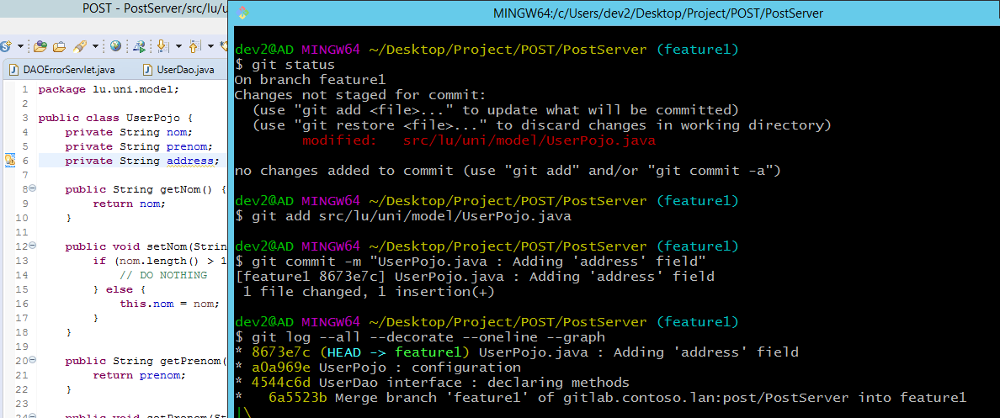 POST - PostServer/src/lu/u
DAOErrorServlet.java
UserDao.java
1 package lu.uni.model;
2
3 public class UserPojo {
4 private String nom;
5 private String prenom;
6 private String address;
7
8 public String getNom() {
9 return nom;
10 }
11
12 public void setNom(String
13 if (nom.length() > 1
14 // DO NOTHING
15 } else {
16 this.nom = nom;
17 }
18 }
19
20 public String getPrenom(
21 return prenom;
22 }
23
24 public void setPrenom(St
MINGW64:/c/Users/dev2/Desktop/Project/POST/PostServer
dev2@AD MINGW64 ~/Desktop/Project/POST/PostServer (feature1)
$ git status
On branch feature1
Changes not staged for commit:
(use "git add <file>..." to update what will be committed)
(use "git restore <file>..." to discard changes in working directory)
modified: src/lu/uni/model/UserPojo.java
no changes added to commit (use "git add" and/or "git commit -a")
dev2@AD MINGW64 ~/Desktop/Project/POST/PostServer (feature1)
$ git add src/lu/uni/model/UserPojo.java
dev2@AD MINGW64 ~/Desktop/Project/POST/PostServer (feature1)
$ git commit -m "UserPojo.java : Adding 'address' field"
[feature1 8673e7c] UserPojo.java : Adding 'address' field
1 file changed, 1 insertion(+)
dev2@AD MINGW64 ~/Desktop/Project/POST/PostServer (feature1)
$ git log --all --decorate --oneline --graph
* 8673e7c (HEAD -> feature1) UserPojo.java : Adding 'address' field
* a0a969e UserPojo : configuration
* 4544c6d UserDao interface : declaring methods
* 6a5523b Merge branch 'feature1' of gitlab.contoso.lan:post/PostServer into feature1
|\